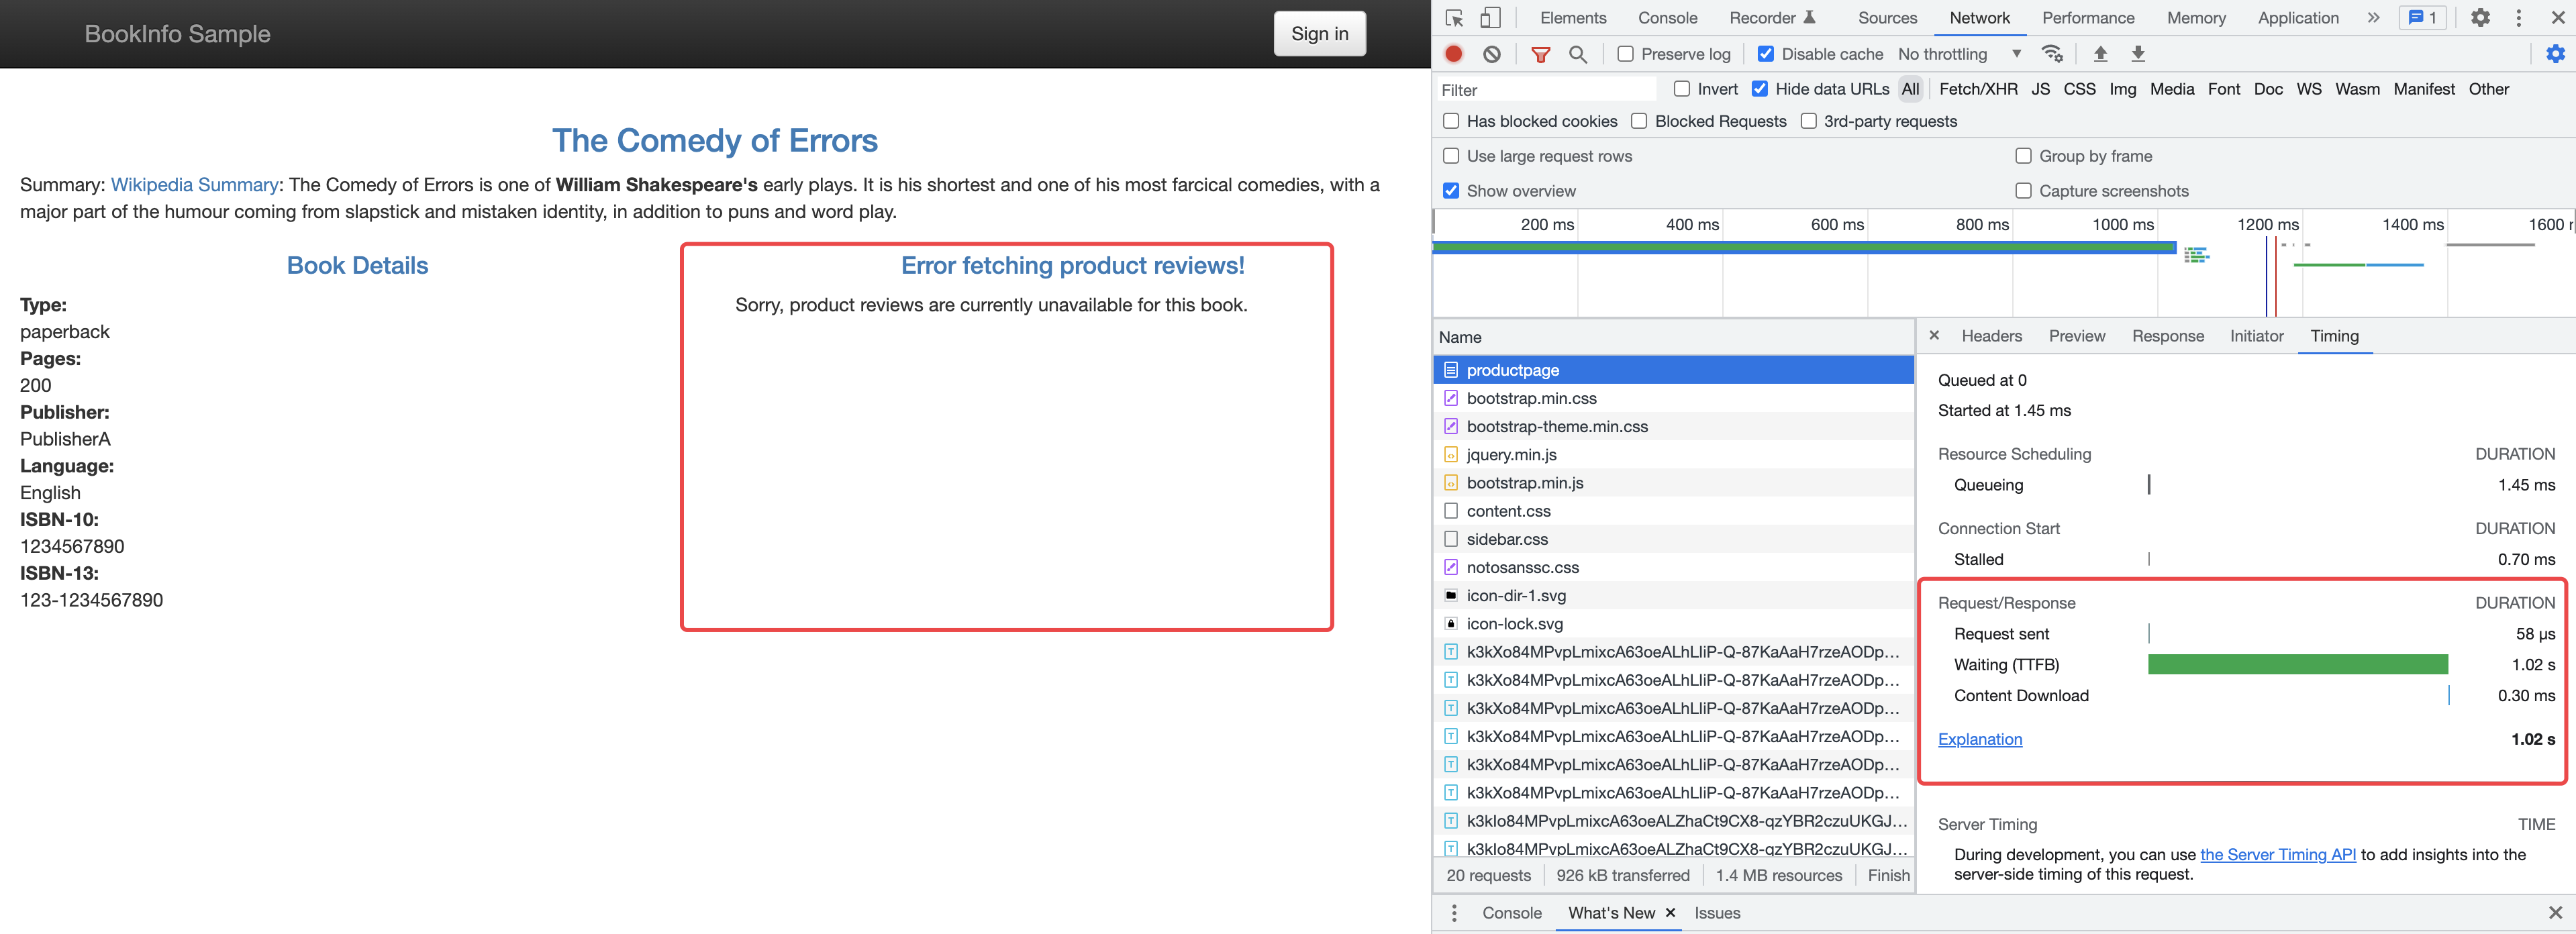 BookInfo Sample
Sign in
The Comedy of Errors
Summary: Wikipedia Summary: The Comedy of Errors is one of William Shakespeare's early plays. It is his shortest and one of his most farcical comedies, with a
major part of the humour coming from slapstick and mistaken identity, in addition to puns and word play.
Book Details
Type:
paperback
Pages:
200
Publisher:
PublisherA
Language:
English
ISBN-10:
1234567890
ISBN-13:
123-1234567890
Error fetching product reviews!
Sorry, product reviews are currently unavailable for this book.
Elements Console Recorder Sources Network Performance Memory Application » 1
Preserve log Disable cache No throttling
Filter Invert Hide data URLs All Fetch/XHR JS CSS Img Media Font Doc WS Wasm Manifest Other
Has blocked cookies Blocked Requests 3rd-party requests
Use large request rows Group by frame
Show overview Capture screenshots
200 ms 400 ms 600 ms 800 ms 1000 ms 1200 ms 1400 ms 1600
Name
productpage
bootstrap.min.css
bootstrap-theme.min.css
jquery.min.js
bootstrap.min.js
content.css
sidebar.css
notosanssc.css
icon-dir-1.svg
icon-lock.svg
k3kXo84MPvpLmixcA63oeALhLIiP-Q-87KaAaH7rzeAODp…
k3kXo84MPvpLmixcA63oeALhLIiP-Q-87KaAaH7rzeAODp…
k3kXo84MPvpLmixcA63oeALhLIiP-Q-87KaAaH7rzeAODp…
k3kXo84MPvpLmixcA63oeALhLIiP-Q-87KaAaH7rzeAODp…
k3kXo84MPvpLmixcA63oeALhLIiP-Q-87KaAaH7rzeAODp…
k3kXo84MPvpLmixcA63oeALhLIiP-Q-87KaAaH7rzeAODp…
k3kIo84MPvpLmixcA63oeALZhaCt9CX8-qzYBR2czuUKGJ…
k3kIo84MPvpLmixcA63oeALZhaCt9CX8-qzYBR2czuUKGJ…
20 requests 926 kB transferred 1.4 MB resources Finish
Headers Preview Response Initiator Timing
Queued at 0
Started at 1.45 ms
Resource Scheduling DURATION
Queueing 1.45 ms
Connection Start DURATION
Stalled 0.70 ms
Request/Response DURATION
Request sent 58 μs
Waiting (TTFB) 1.02 s
Content Download 0.30 ms
Explanation 1.02 s
Server Timing TIME
During development, you can use the Server Timing API to add insights into the
server-side timing of this request.
Console What's New Issues